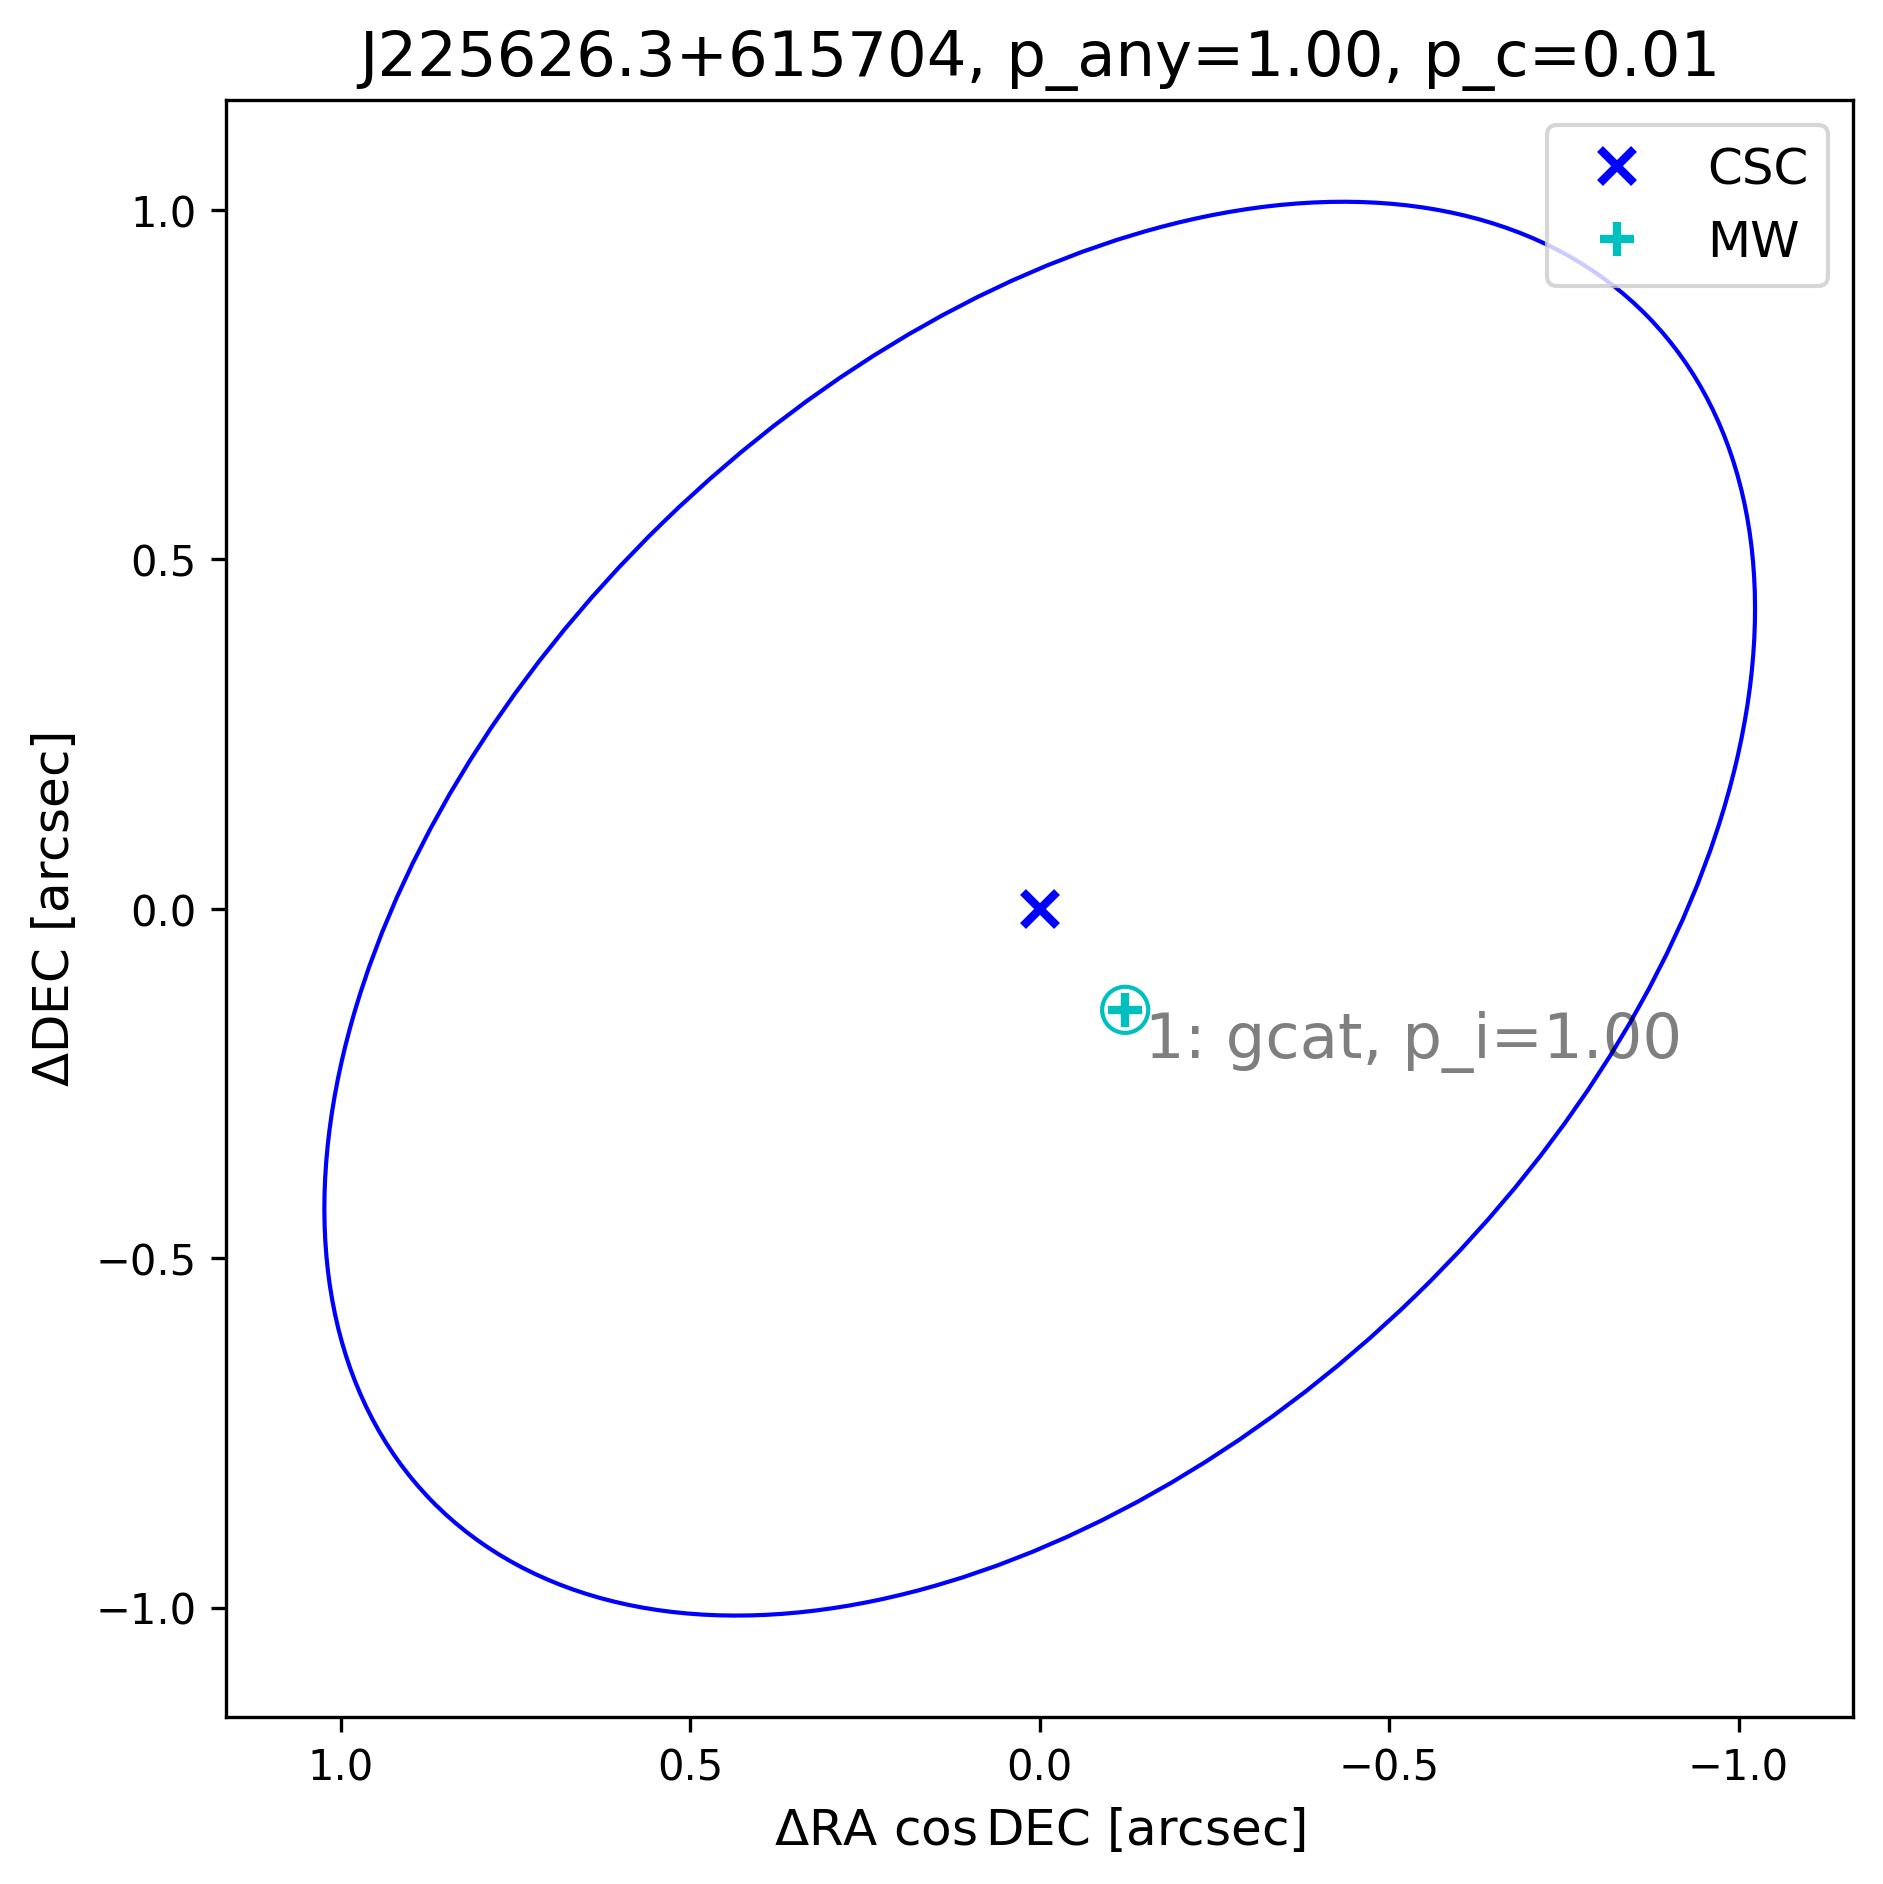 J225626.3+615704, p_any=1.00, p_c=0.01
CSC
MW
1.0
0.5
0.0
−0.5
−1.0
ΔDEC [arcsec]
1: gcat, p_i=1.00
1.0
0.5
0.0
−0.5
−1.0
ΔRA cos DEC [arcsec]